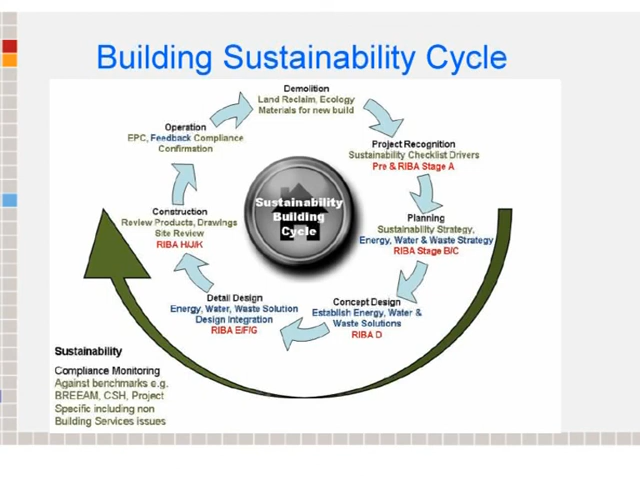 Building Sustainability Cycle
Demolition
Land Reclaim, Ecology
Materials for new build
Project Recognition
Sustainability Checklist Drivers
Pre & RIBA Stage A
Planning
Sustainability Strategy,
Energy, Water & Waste Strategy
RIBA Stage B/C
Concept Design
Establish Energy, Water &
Waste Solutions
RIBA D
Detail Design
Energy, Water, Waste Solution
Design Integration
RIBA E/F/G
Construction
Review Products, Drawings
Site Review
RIBA H/J/K
Operation
EPC, Feedback Compliance
Confirmation
Sustainability
Building
Cycle
Sustainability
Compliance Monitoring
Against benchmarks e.g.
BREEAM, CSH, Project
Specific including non
Building Services issues